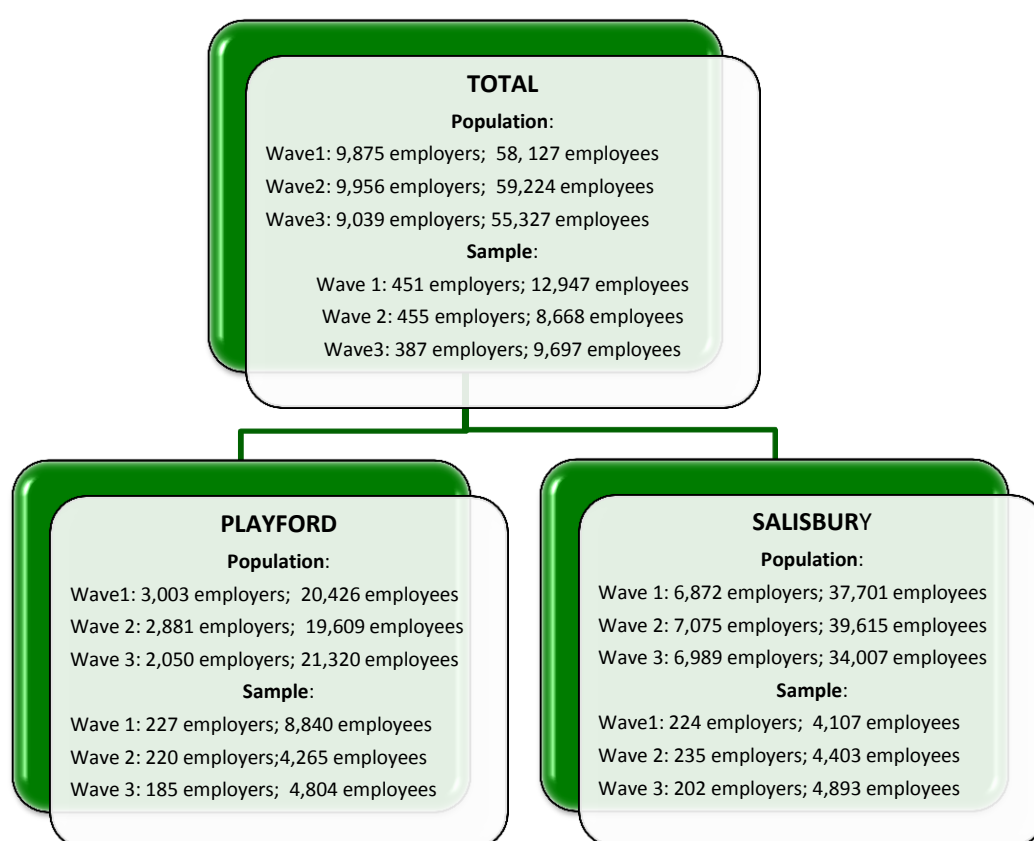 TOTAL
Population:
Wave1: 9,875 employers; 58, 127 employees
Wave2: 9,956 employers; 59,224 employees
Wave3: 9,039 employers; 55,327 employees
Sample:
Wave 1: 451 employers; 12,947 employees
Wave 2: 455 employers; 8,668 employees
Wave3: 387 employers; 9,697 employees
PLAYFORD
Population:
Wave1: 3,003 employers; 20,426 employees
Wave 2: 2,881 employers; 19,609 employees
Wave 3: 2,050 employers; 21,320 employees
Sample:
Wave 1: 227 employers; 8,840 employees
Wave 2: 220 employers;4,265 employees
Wave 3: 185 employers; 4,804 employees
SALISBURY
Population:
Wave 1: 6,872 employers; 37,701 employees
Wave 2: 7,075 employers; 39,615 employees
Wave 3: 6,989 employers; 34,007 employees
Sample:
Wave1: 224 employers; 4,107 employees
Wave 2: 235 employers; 4,403 employees
Wave 3: 202 employers; 4,893 employees